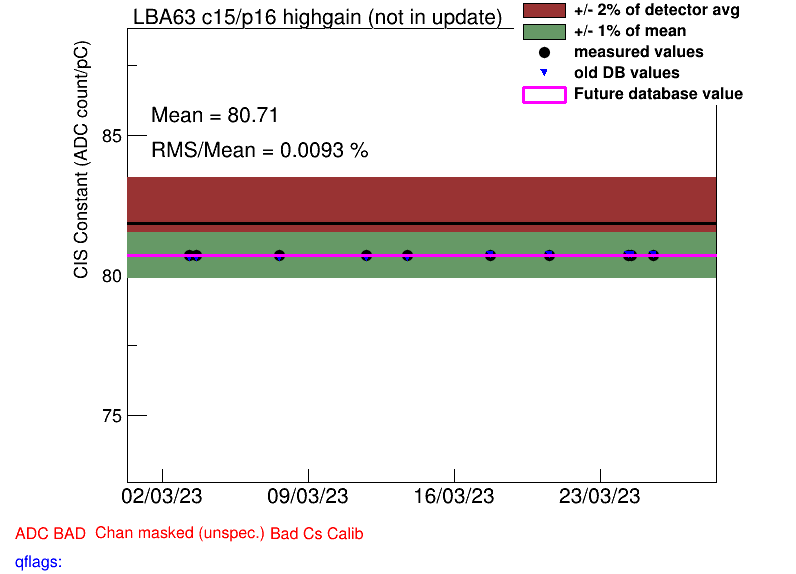 LBA63 c15/p16 highgain (not in update)
+/- 2% of detector avg
+/- 1% of mean
measured values
old DB values
Future database value
CIS Constant (ADC count/pC)
Mean = 80.71
RMS/Mean = 0.0093 %
85
80
75
02/03/23 09/03/23 16/03/23 23/03/23
ADC BAD Chan masked (unspec.) Bad Cs Calib
qflags: